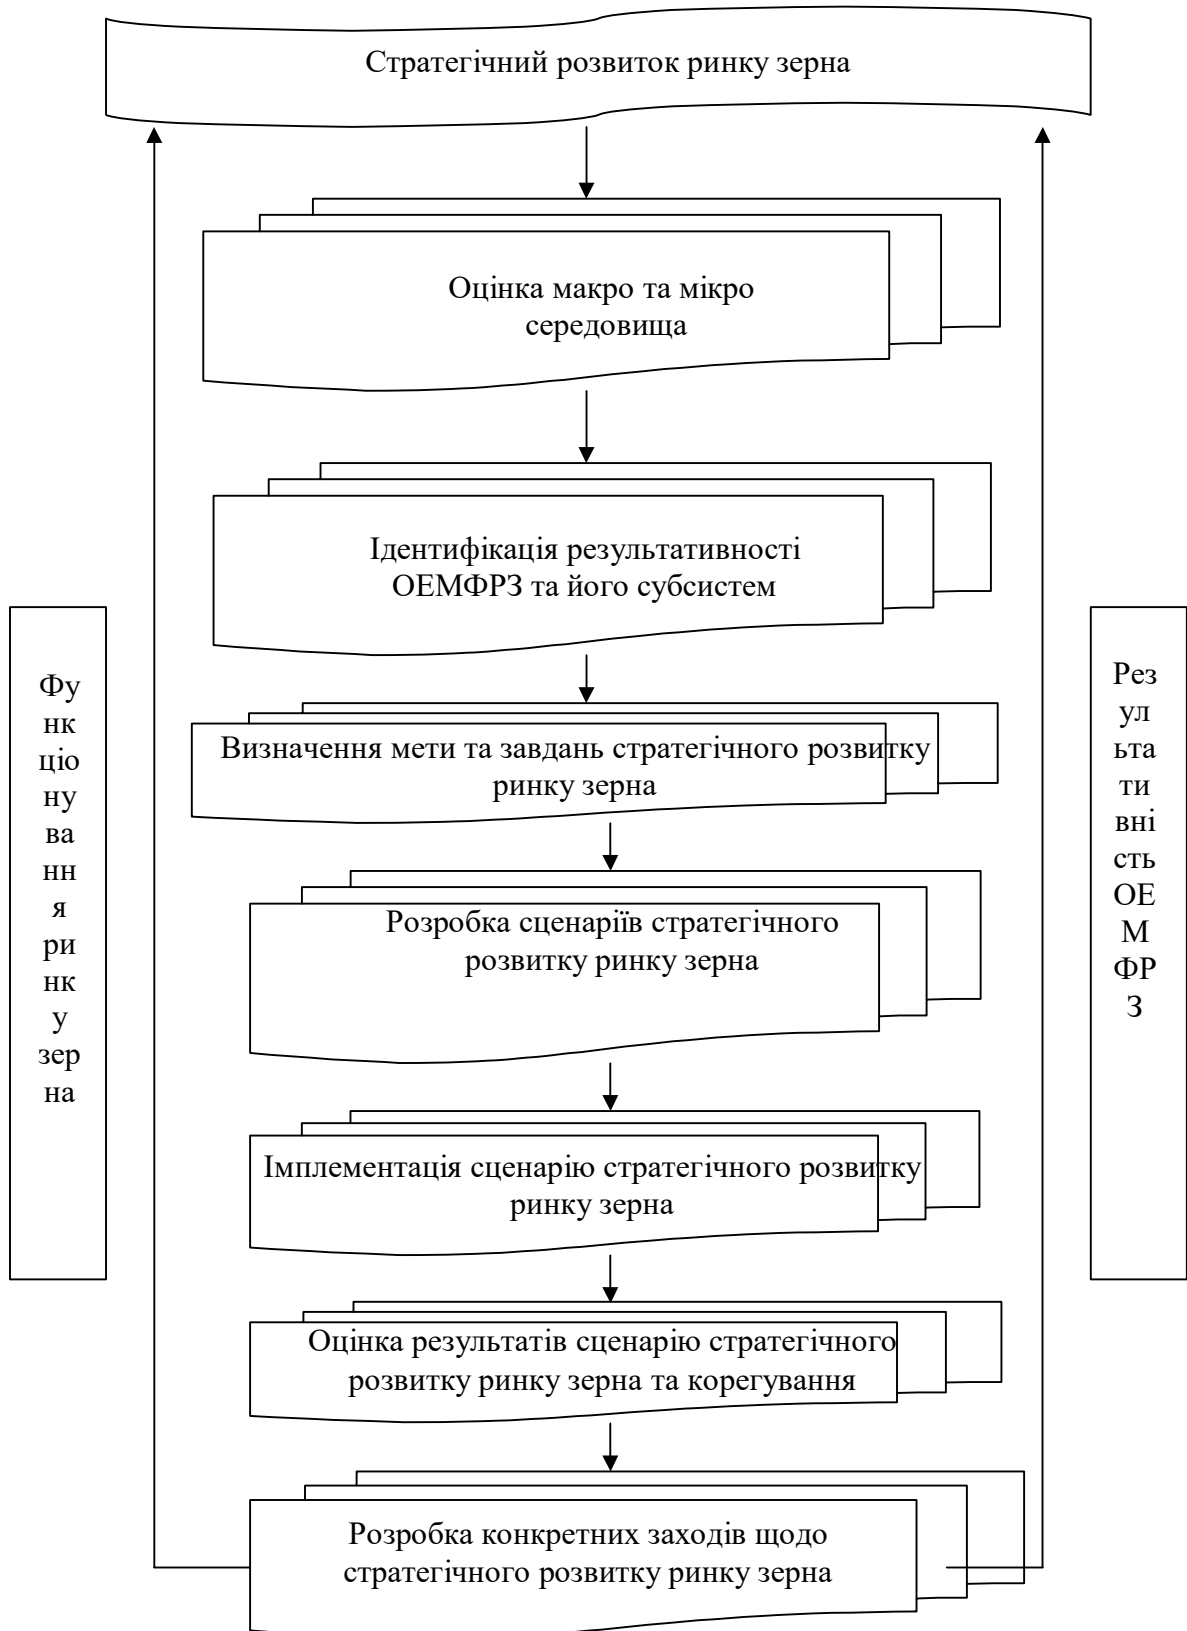 Стратегічний розвиток ринку зерна
Оцінка макро та мікро
середовища
Ідентифікація результативності
ОЕМФРЗ та його субсистем
Визначення мети та завдань стратегічного розвитку
ринку зерна
Розробка сценаріїв стратегічного
розвитку ринку зерна
Імплементація сценарію стратегічного розвитку
ринку зерна
Оцінка результатів сценарію стратегічного
розвитку ринку зерна та корегування
Розробка конкретних заходів щодо
стратегічного розвитку ринку зерна
Фу
нк
ціо
ну
ва
нн
я
ри
нк
у
зер
на
Рез
ул
ьта
ти
вні
сть
ОЕ
М
ФР
З